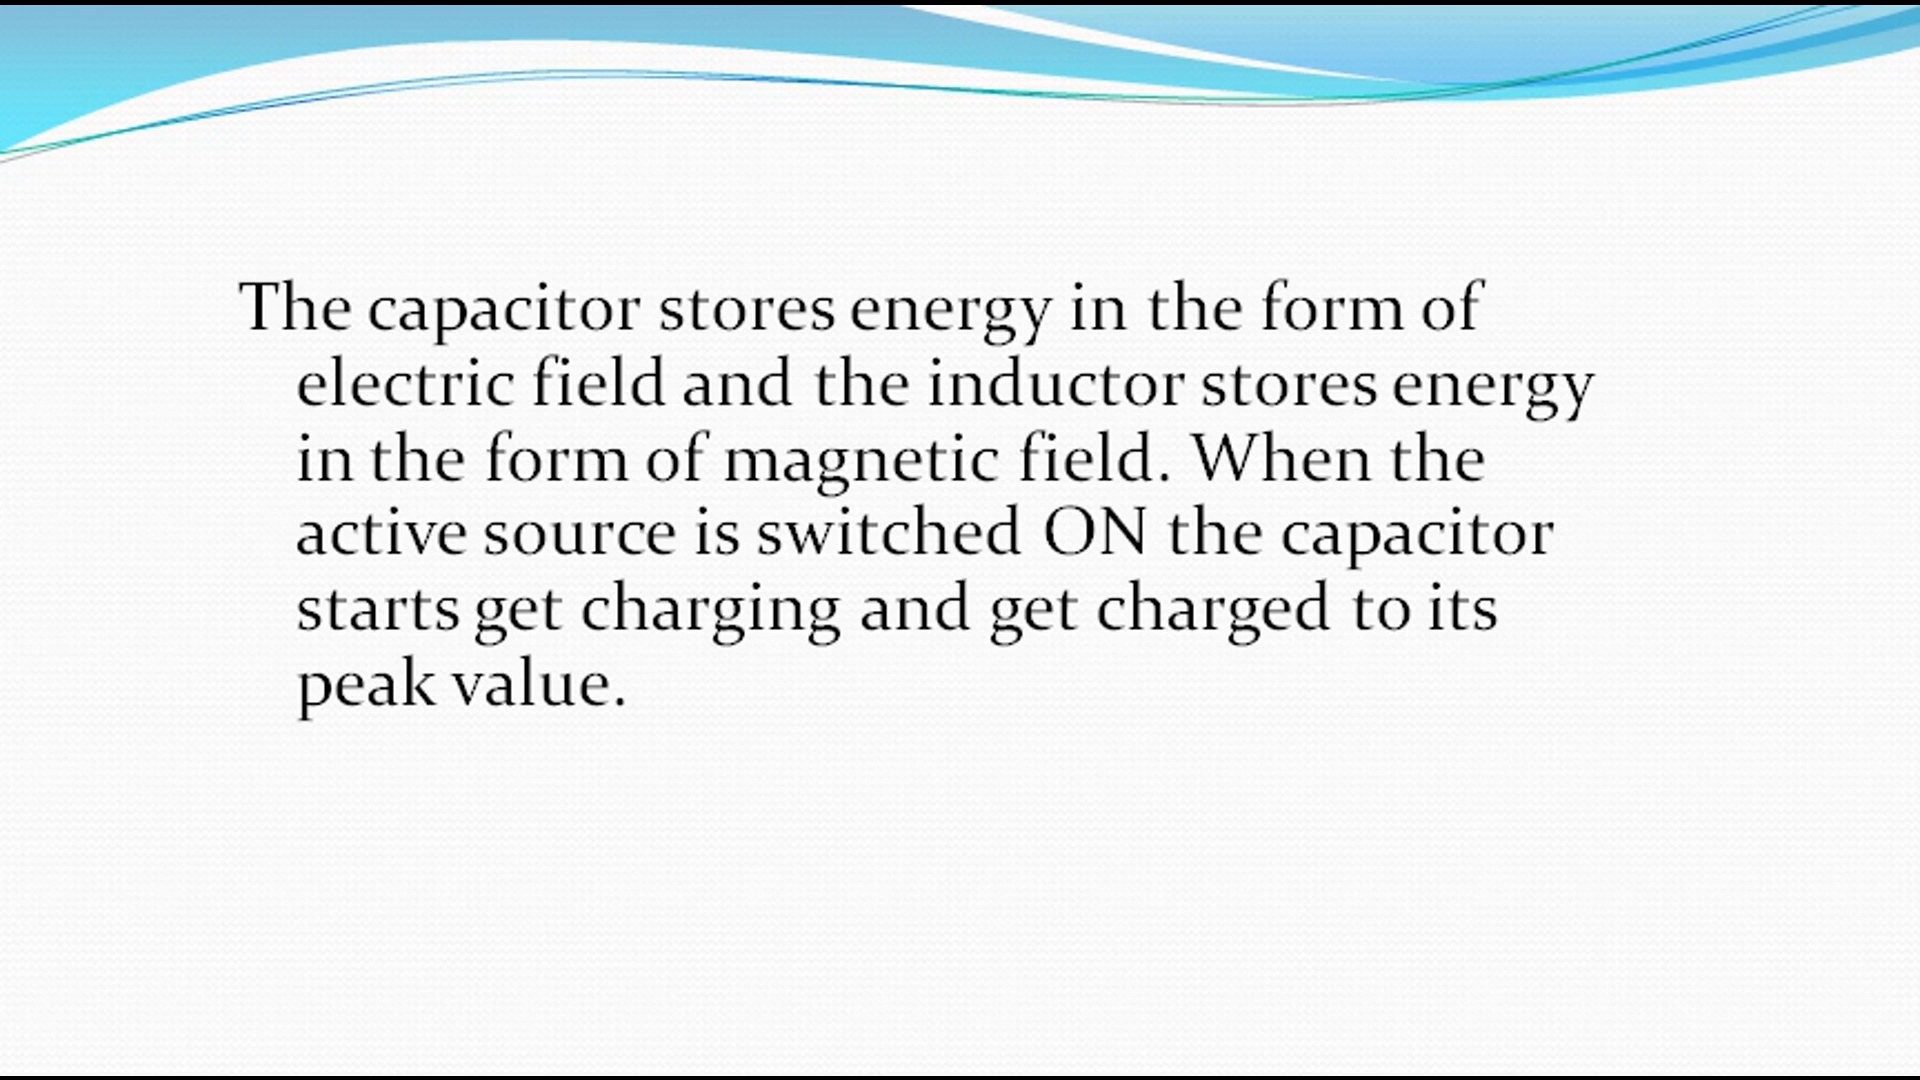 The capacitor stores energy in the form of
electric field and the inductor stores energy
in the form of magnetic field. When the
active source is switched ON the capacitor
starts get charging and get charged to its
peak value.